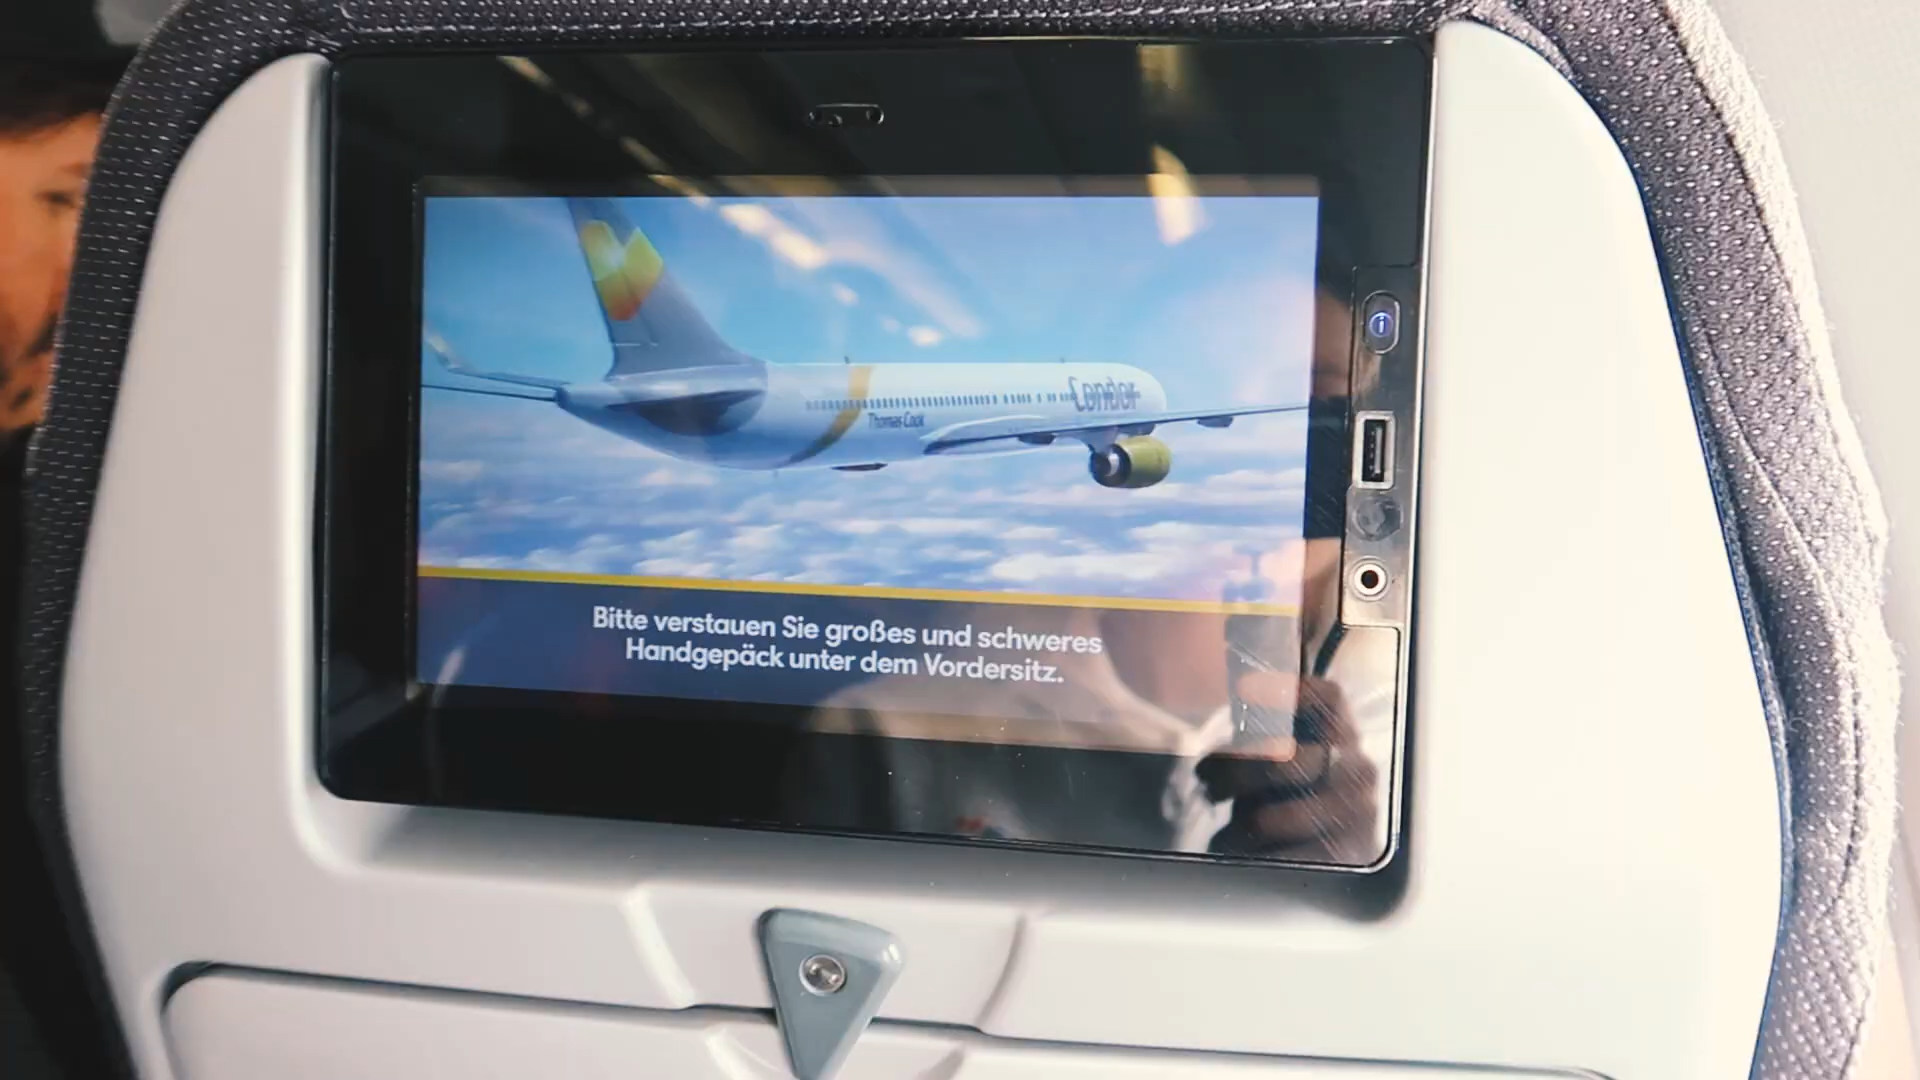 Condor
Thomas Cook
Bitte verstauen Sie großes und schweres
Handgepäck unter dem Vordersitz.